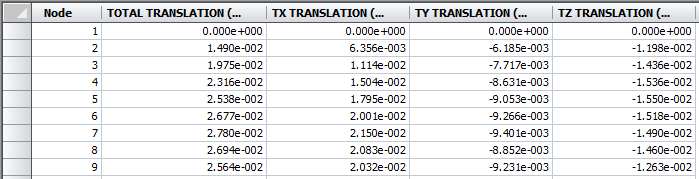 Node TOTAL TRANSLATION (... TX TRANSLATION (... TY TRANSLATION (... TZ TRANSLATION (...
1 0.000e+000 0.000e+000 0.000e+000 0.000e+000
2 1.490e-002 6.356e-003 -6.185e-003 -1.198e-002
3 1.975e-002 1.114e-002 -7.717e-003 -1.436e-002
4 2.316e-002 1.504e-002 -8.631e-003 -1.536e-002
5 2.538e-002 1.795e-002 -9.053e-003 -1.550e-002
6 2.677e-002 2.001e-002 -9.266e-003 -1.518e-002
7 2.780e-002 2.150e-002 -9.401e-003 -1.490e-002
8 2.694e-002 2.083e-002 -8.852e-003 -1.460e-002
9 2.564e-002 2.032e-002 -9.231e-003 -1.263e-002